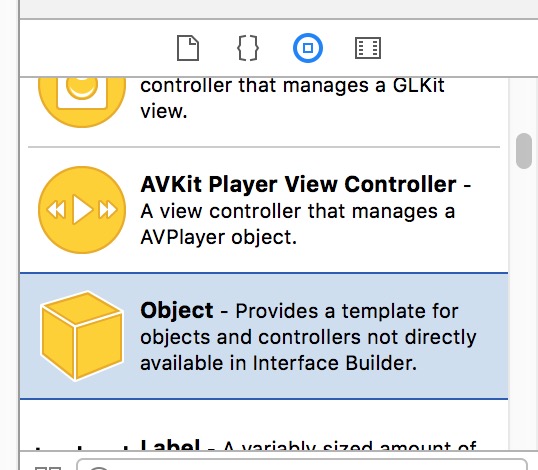 controller that manages a GLKit
view.
AVKit Player View Controller -
A view controller that manages a
AVPlayer object.
Object - Provides a template for
objects and controllers not directly
available in Interface Builder.
Label - A variably sized amount of